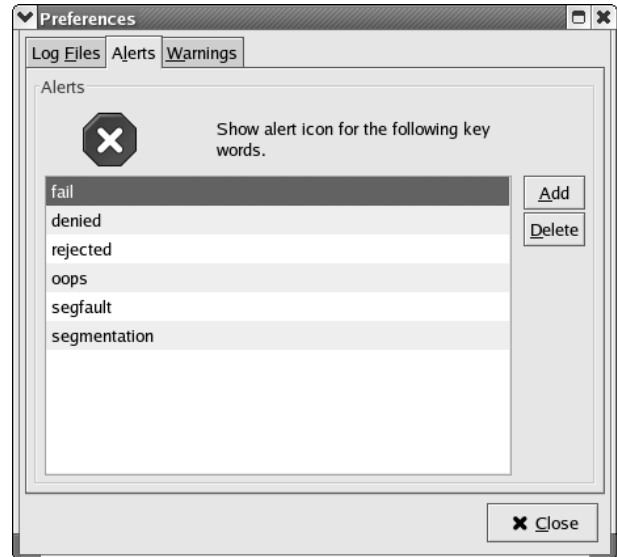 Preferences
Log Files Alerts Warnings
Alerts
Show alert icon for the following key
words.
fail
denied
rejected
oops
segfault
segmentation
Add
Delete
Close